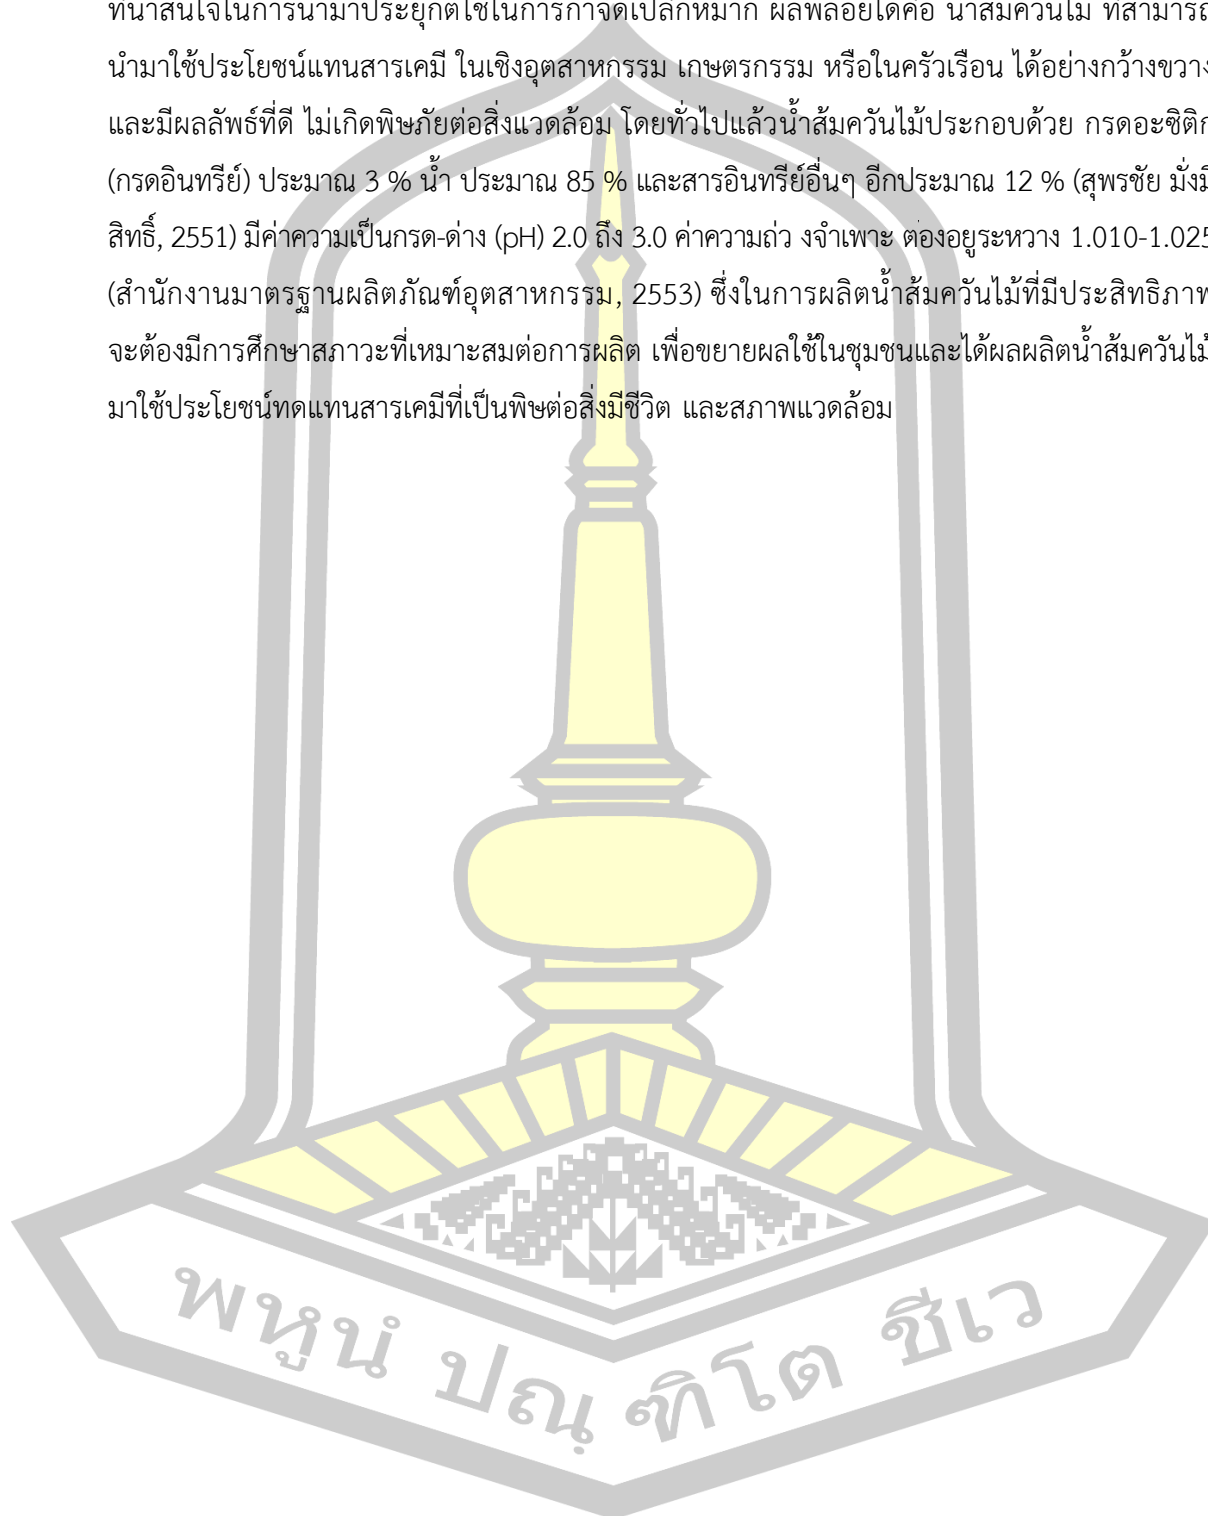 ที่น่าสนใจในการนำมาประยุกต์ใช้ในการกำจัดเปลือกหมาก ผลพลอยได้คือ น้ำส้มควันไม้ ที่สามารถ
นำมาใช้ประโยชน์แทนสารเคมี ในเชิงอุตสาหกรรม เกษตรกรรม หรือในครัวเรือน ได้อย่างกว้างขวาง
และมีผลลัพธ์ที่ดี ไม่เกิดพิษภัยต่อสิ่งแวดล้อม โดยทั่วไปแล้วน้ำส้มควันไม้ประกอบด้วย กรดอะซิติก
(กรดอินทรีย์) ประมาณ 3 % น้ำ ประมาณ 85 % และสารอินทรีย์อื่นๆ อีกประมาณ 12 % (สุพรชัย มั่งมี
สิทธิ์, 2551) มีค่าความเป็นกรด-ด่าง (pH) 2.0 ถึง 3.0 ค่าความถ่ว งจำเพาะ ต้องอยู่ระหว่าง 1.010-1.025
(สำนักงานมาตรฐานผลิตภัณฑ์อุตสาหกรรม, 2553) ซึ่งในการผลิตน้ำส้มควันไม้ที่มีประสิทธิภาพ
จะต้องมีการศึกษาสภาวะที่เหมาะสมต่อการผลิต เพื่อขยายผลใช้ในชุมชนและได้ผลผลิตน้ำส้มควันไม้
มาใช้ประโยชน์ทดแทนสารเคมีที่เป็นพิษต่อสิ่งมีชีวิต และสภาพแวดล้อม
พหูนํ ปณฺฑิโต ชีเว